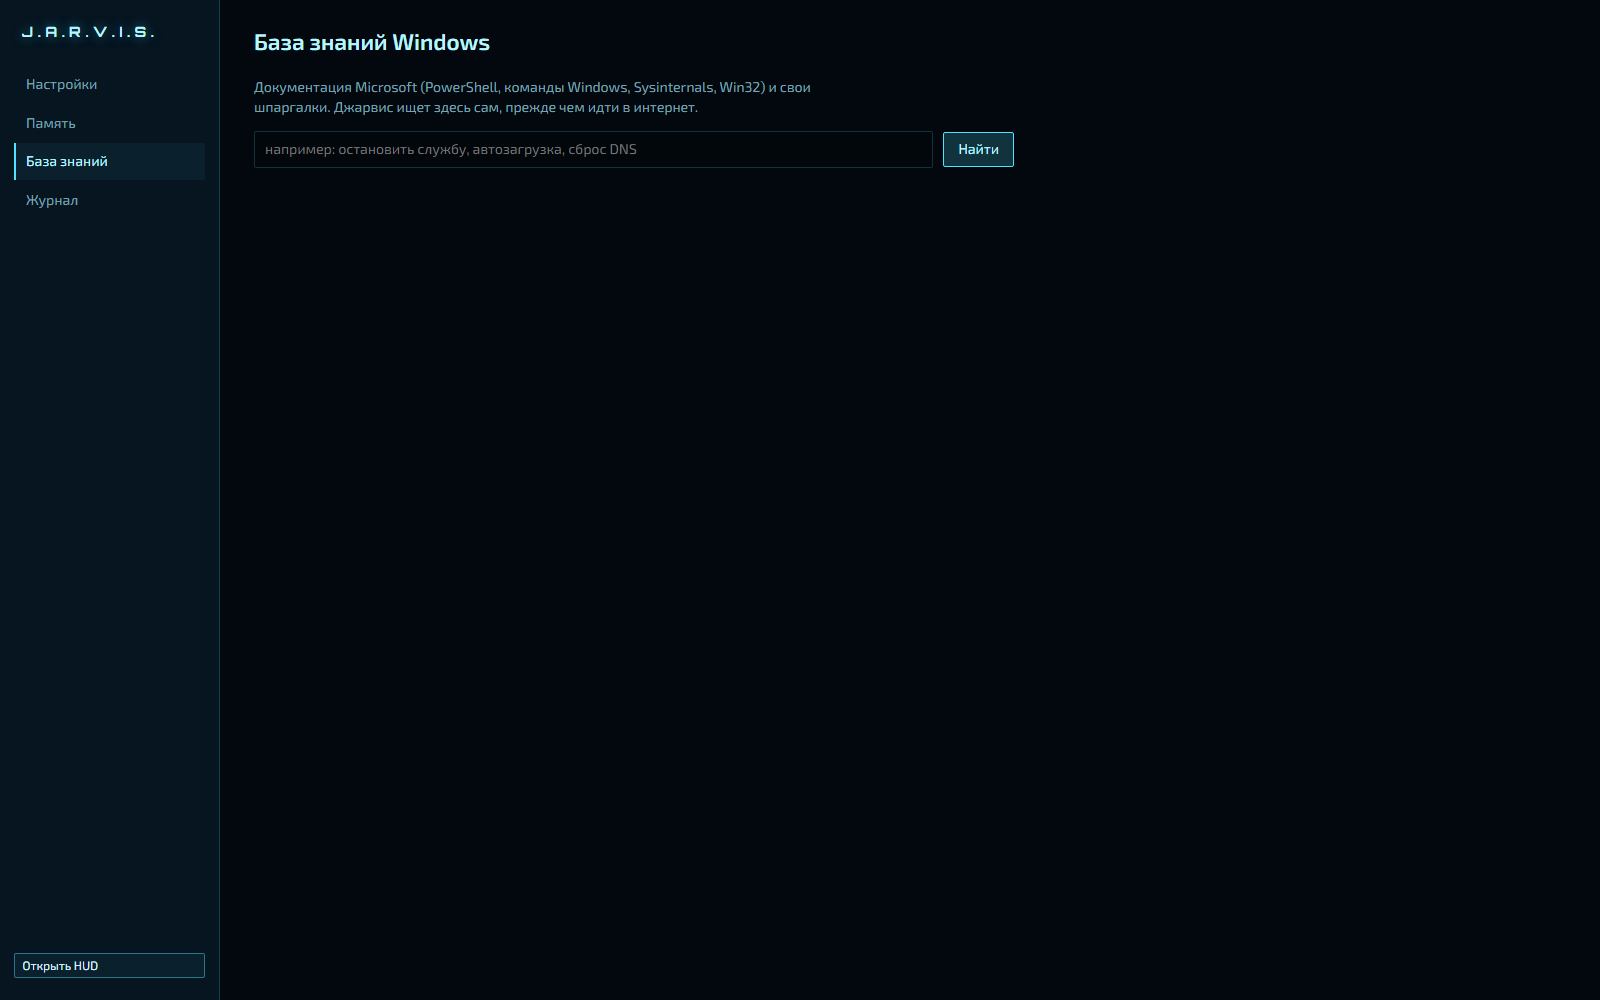 J.A.R.V.I.S.
Настройки
Память
База знаний
Журнал
Открыть HUD
База знаний Windows
Документация Microsoft (PowerShell, команды Windows, Sysinternals, Win32) и свои
шпаргалки. Джарвис ищет здесь сам, прежде чем идти в интернет.
например: остановить службу, автозагрузка, сброс DNS
Найти